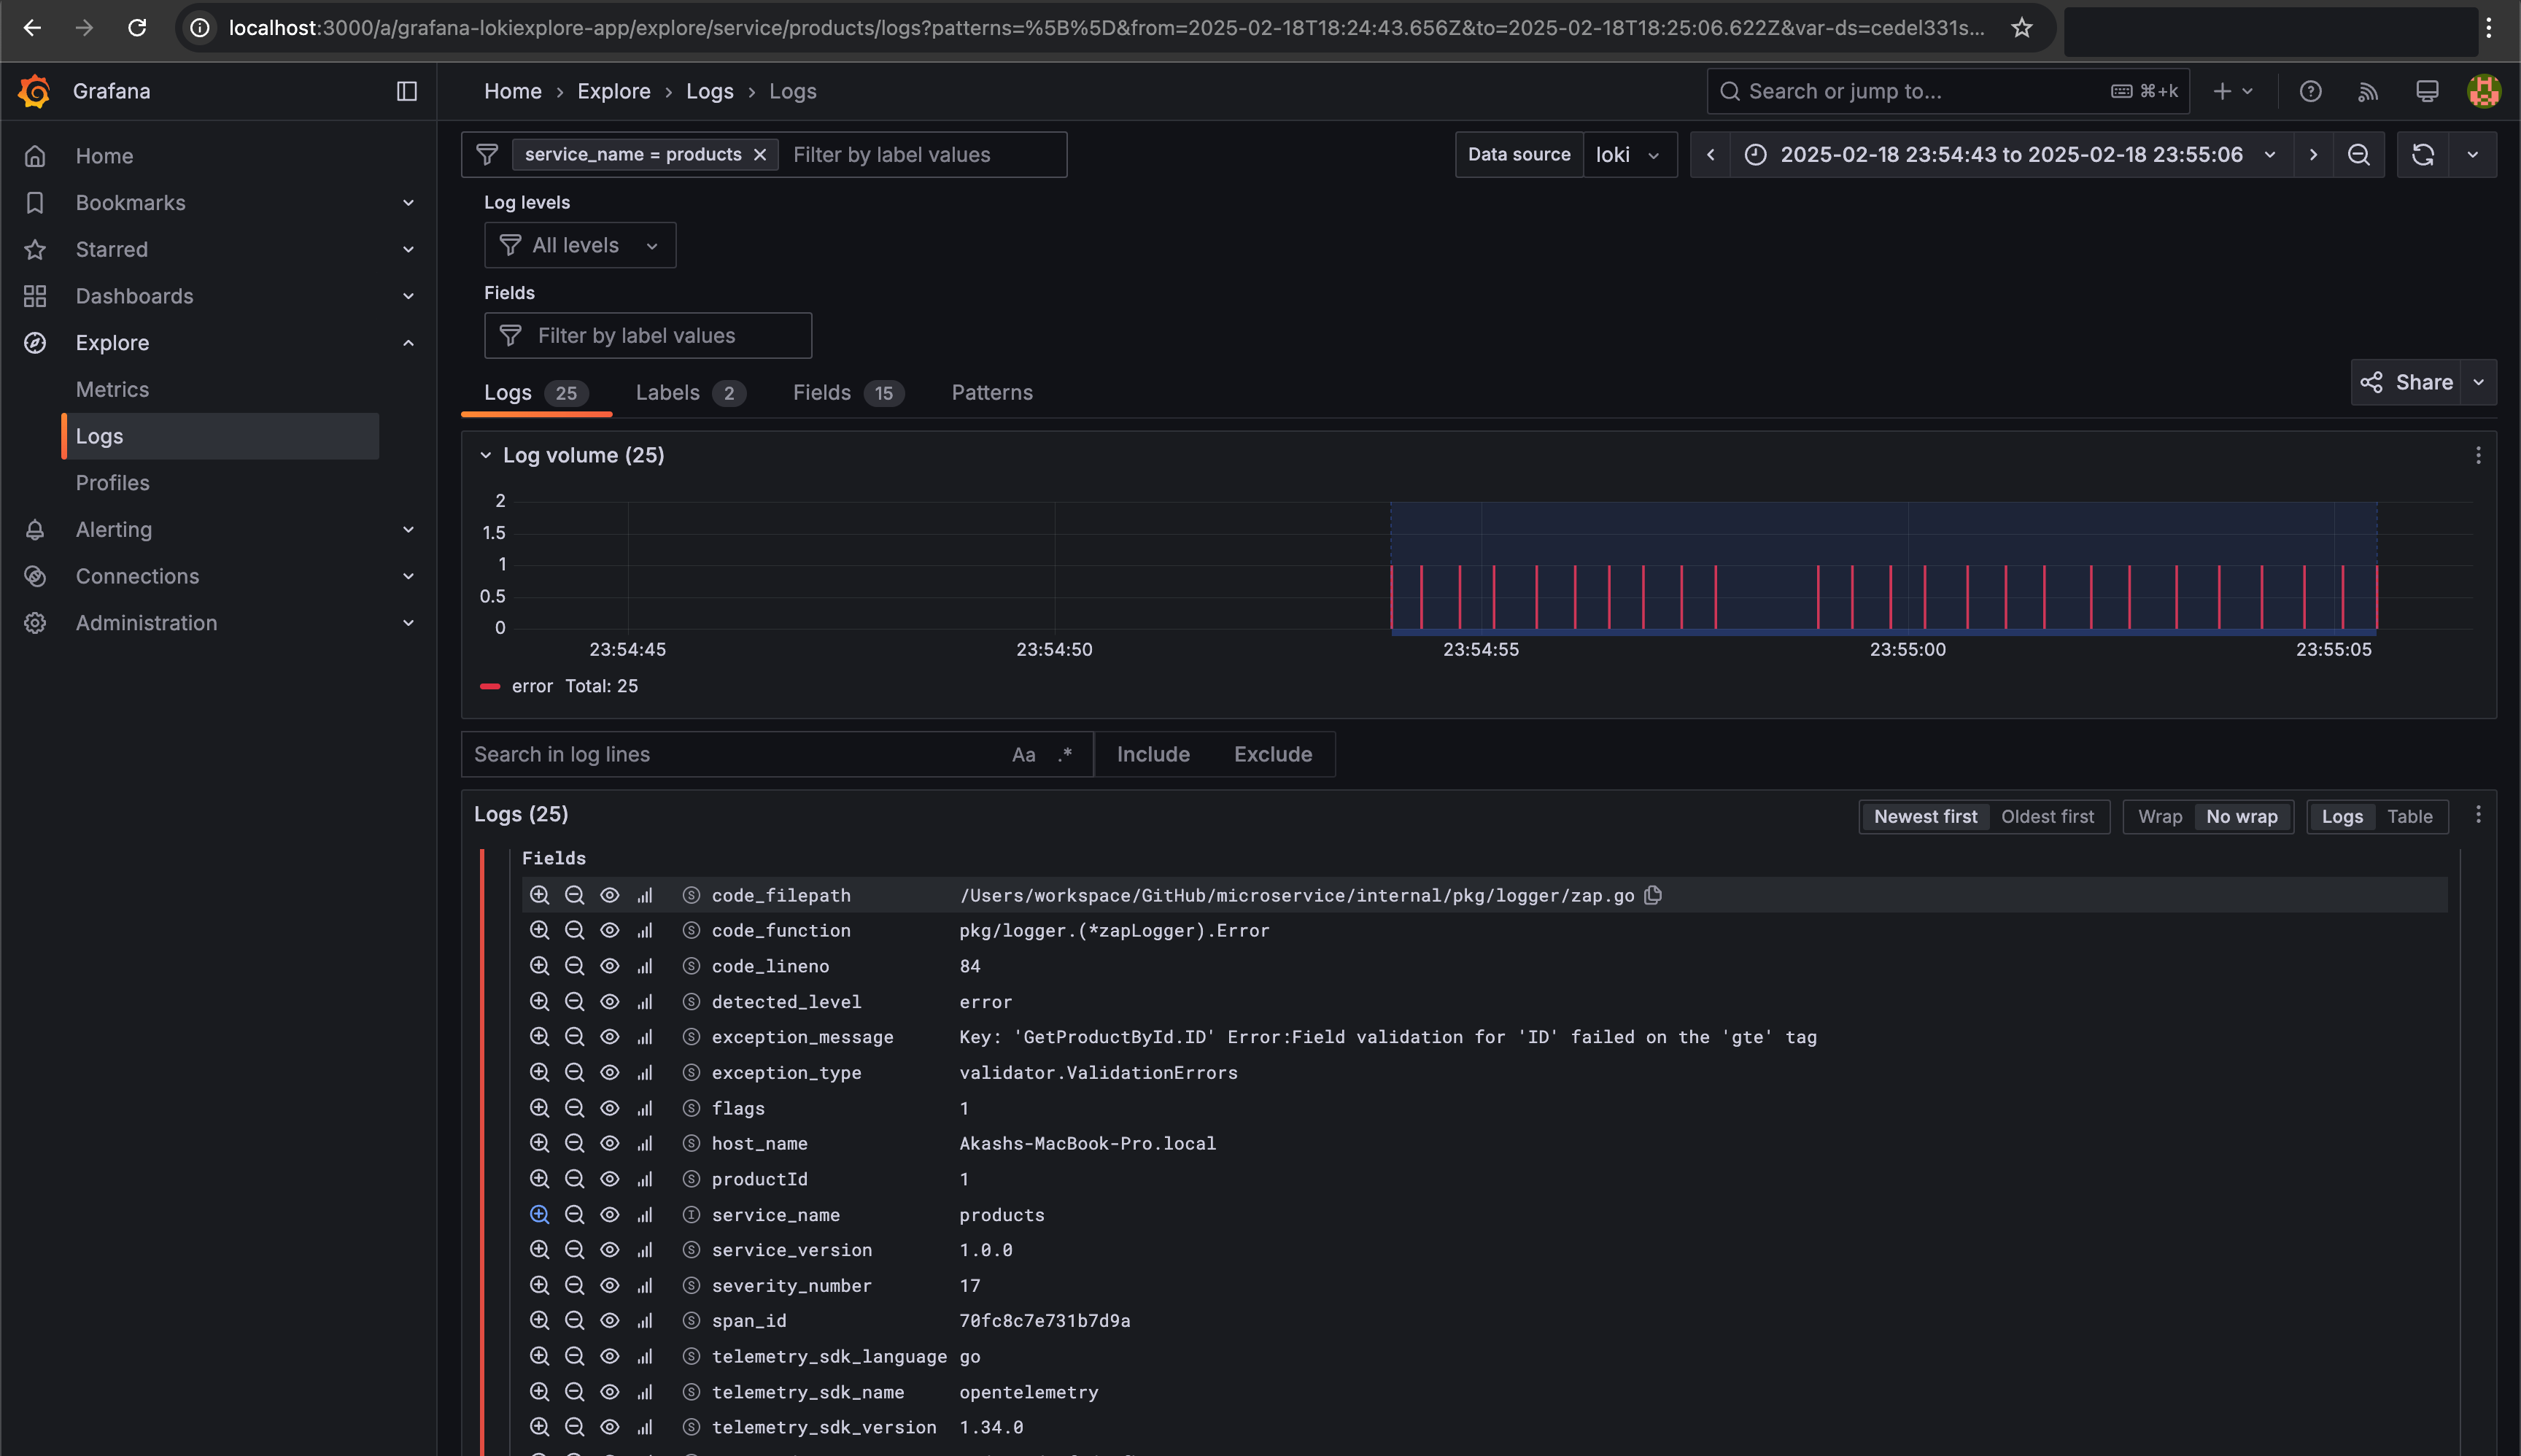 localhost:3000/a/grafana-lokiexplore-app/explore/service/products/logs?patterns=%5B%5D&from=2025-02-18T18:24:43.656Z&to=2025-02-18T18:25:06.622Z&var-ds=cedel331s...
Grafana
Home › Explore › Logs › Logs
Search or jump to... ⌘+k
Home
Bookmarks
Starred
Dashboards
Explore
Metrics
Logs
Profiles
Alerting
Connections
Administration
service_name = products Filter by label values
Data source loki
2025-02-18 23:54:43 to 2025-02-18 23:55:06
Log levels
All levels
Fields
Filter by label values
Logs 25 Labels 2 Fields 15 Patterns
Share
Log volume (25)
2
1.5
1
0.5
0
23:54:45 23:54:50 23:54:55 23:55:00 23:55:05
error Total: 25
Search in log lines Aa .* Include Exclude
Logs (25)
Newest first Oldest first Wrap No wrap Logs Table
Fields
S code_filepath /Users/workspace/GitHub/microservice/internal/pkg/logger/zap.go
S code_function pkg/logger.(*zapLogger).Error
S code_lineno 84
S detected_level error
S exception_message Key: 'GetProductById.ID' Error:Field validation for 'ID' failed on the 'gte' tag
S exception_type validator.ValidationErrors
S flags 1
S host_name Akashs-MacBook-Pro.local
S productId 1
I service_name products
S service_version 1.0.0
S severity_number 17
S span_id 70fc8c7e731b7d9a
S telemetry_sdk_language go
S telemetry_sdk_name opentelemetry
S telemetry_sdk_version 1.34.0